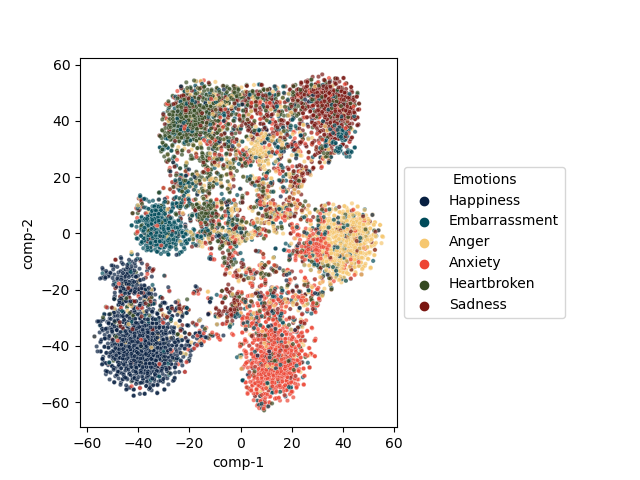 60
40
20
0
−20
−40
−60
comp-2
−60 −40 −20 0 20 40 60
comp-1
Emotions
Happiness
Embarrassment
Anger
Anxiety
Heartbroken
Sadness